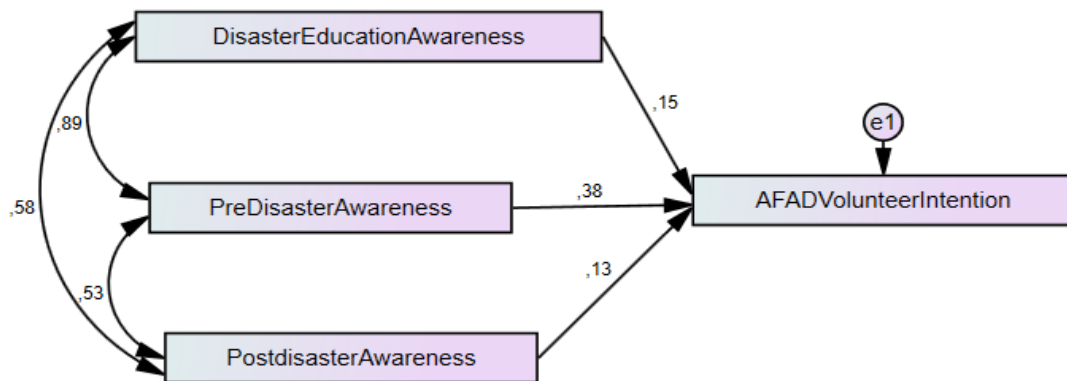 DisasterEducationAwareness
,15
e1
,89
PreDisasterAwareness
,38
AFADVolunteerIntention
,58
,13
,53
PostdisasterAwareness